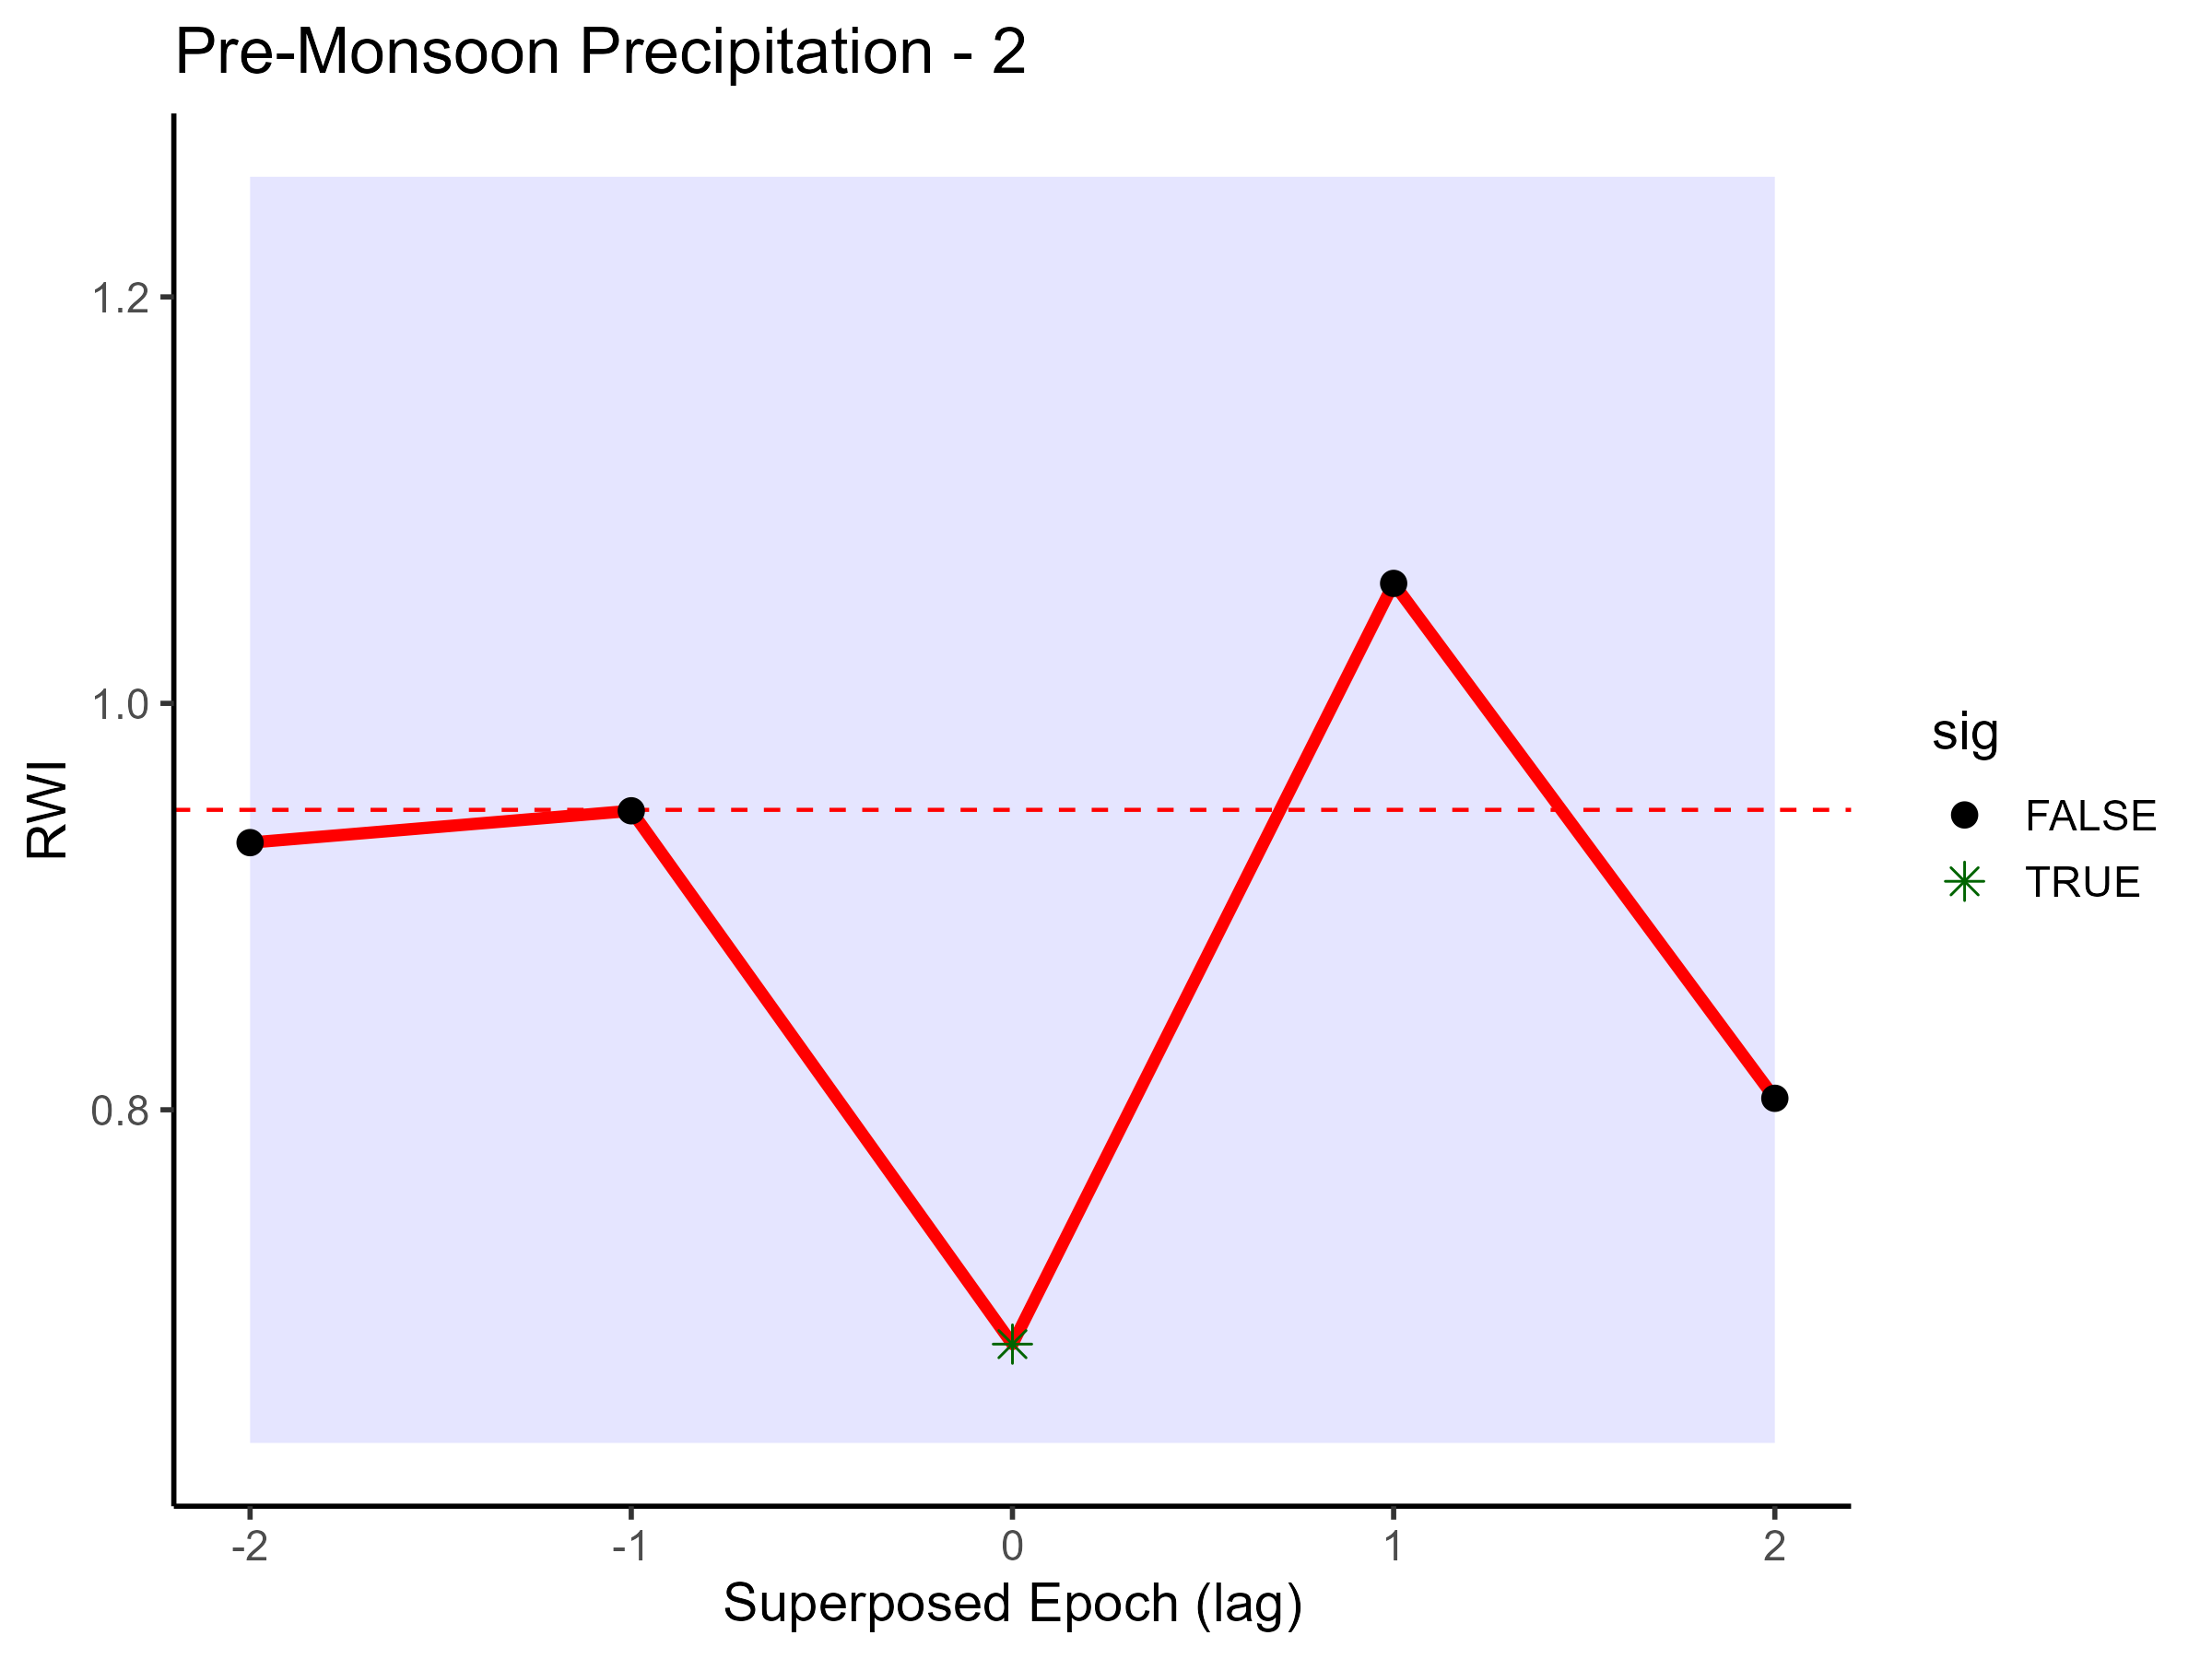 Pre-Monsoon Precipitation - 2
1.2
1.0
0.8
RWI
-2
-1
0
1
2
Superposed Epoch (lag)
sig
FALSE
TRUE